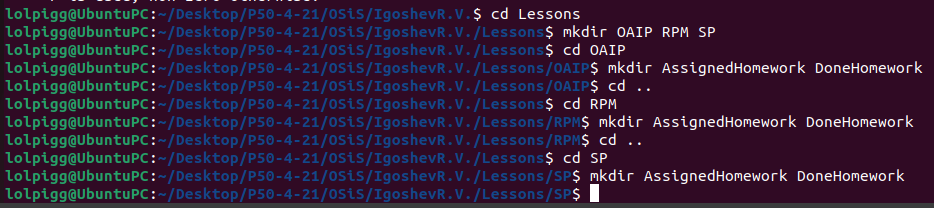 lolpigg@UbuntuPC:~/Desktop/P50-4-21/OSiS/IgoshevR.V.$ cd Lessons
lolpigg@UbuntuPC:~/Desktop/P50-4-21/OSiS/IgoshevR.V./Lessons$ mkdir OAIP RPM SP
lolpigg@UbuntuPC:~/Desktop/P50-4-21/OSiS/IgoshevR.V./Lessons$ cd OAIP
lolpigg@UbuntuPC:~/Desktop/P50-4-21/OSiS/IgoshevR.V./Lessons/OAIP$ mkdir AssignedHomework DoneHomework
lolpigg@UbuntuPC:~/Desktop/P50-4-21/OSiS/IgoshevR.V./Lessons/OAIP$ cd ..
lolpigg@UbuntuPC:~/Desktop/P50-4-21/OSiS/IgoshevR.V./Lessons$ cd RPM
lolpigg@UbuntuPC:~/Desktop/P50-4-21/OSiS/IgoshevR.V./Lessons/RPM$ mkdir AssignedHomework DoneHomework
lolpigg@UbuntuPC:~/Desktop/P50-4-21/OSiS/IgoshevR.V./Lessons/RPM$ cd ..
lolpigg@UbuntuPC:~/Desktop/P50-4-21/OSiS/IgoshevR.V./Lessons$ cd SP
lolpigg@UbuntuPC:~/Desktop/P50-4-21/OSiS/IgoshevR.V./Lessons/SP$ mkdir AssignedHomework DoneHomework
lolpigg@UbuntuPC:~/Desktop/P50-4-21/OSiS/IgoshevR.V./Lessons/SP$